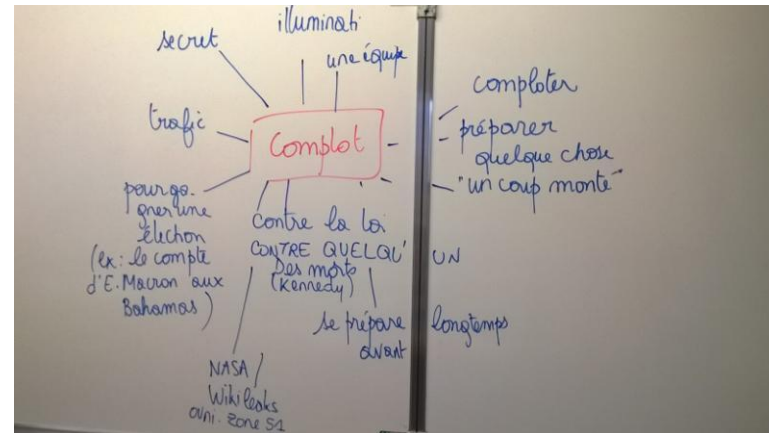 illuminati
secret
une équipe
comploter
trafic
Complot
préparer
quelque chose
"un coup monté"
pour ga-
gner une
élection
(ex: le compte
d'E. Macron aux
Bahamas)
contre la loi
CONTRE QUELQU'UN
Des morts
(Kennedy)
se prépare longtemps
avant
NASA /
Wikileaks
ovni. Zone 51